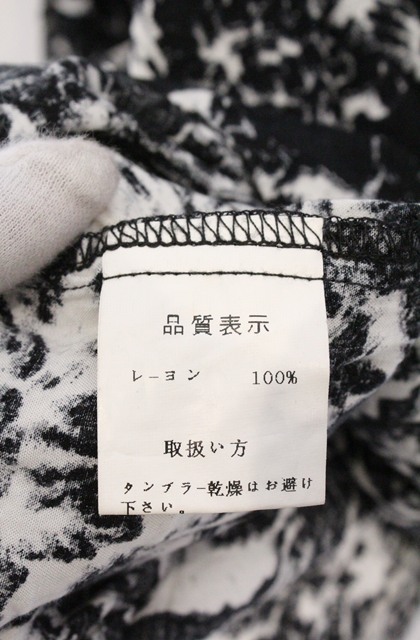 品質表示
レーヨン 100%
取扱い方
タンブラー乾燥はお避け
下さい。